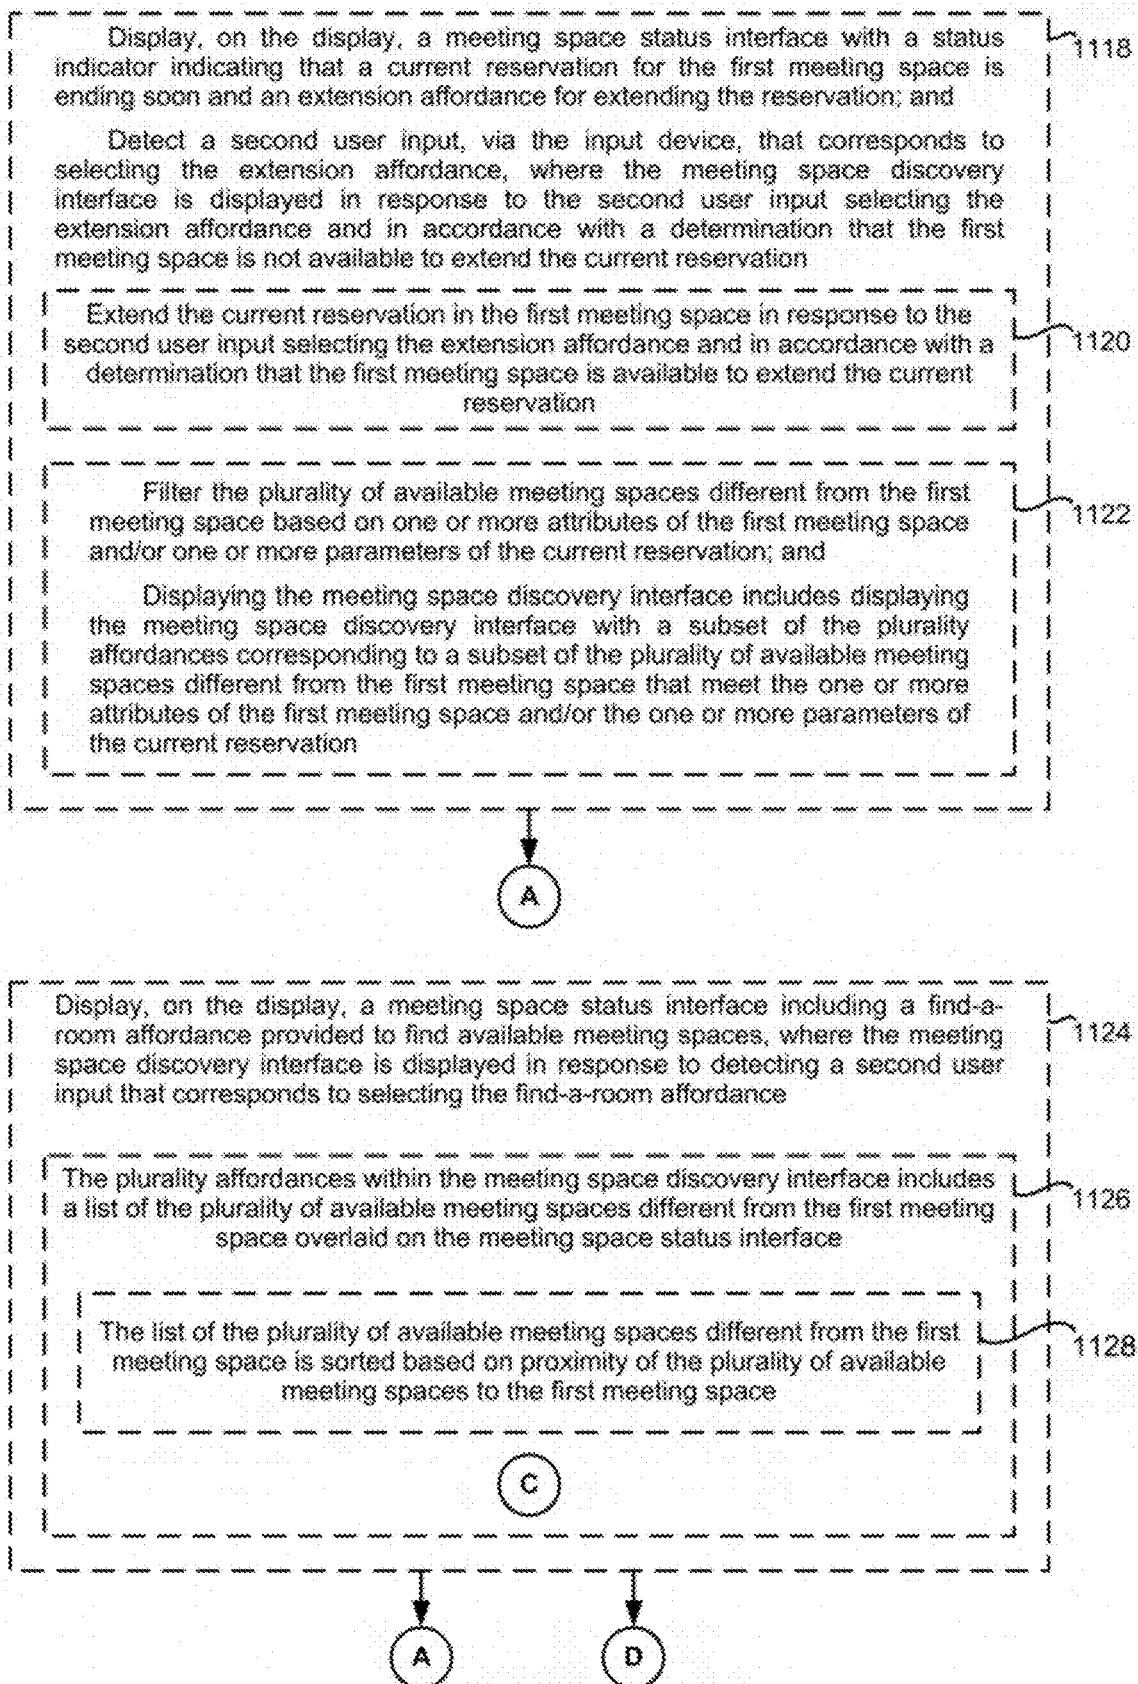 Display, on the display, a meeting space status interface with a status
indicator indicating that a current reservation for the first meeting space is
ending soon and an extension affordance for extending the reservation; and
1118
Detect a second user input, via the input device, that corresponds to
selecting the extension affordance, where the meeting space discovery
interface is displayed in response to the second user input selecting the
extension affordance and in accordance with a determination that the first
meeting space is not available to extend the current reservation
Extend the current reservation in the first meeting space in response to the
second user input selecting the extension affordance and in accordance with a
determination that the first meeting space is available to extend the current
reservation
1120
Filter the plurality of available meeting spaces different from the first
meeting space based on one or more attributes of the first meeting space
and/or one or more parameters of the current reservation; and
1122
Displaying the meeting space discovery interface includes displaying
the meeting space discovery interface with a subset of the plurality
affordances corresponding to a subset of the plurality of available meeting
spaces different from the first meeting space that meet the one or more
attributes of the first meeting space and/or the one or more parameters of
the current reservation
A
Display, on the display, a meeting space status interface including a find-a-
room affordance provided to find available meeting spaces, where the meeting
space discovery interface is displayed in response to detecting a second user
input that corresponds to selecting the find-a-room affordance
1124
The plurality affordances within the meeting space discovery interface includes
a list of the plurality of available meeting spaces different from the first meeting
space overlaid on the meeting space status interface
1126
The list of the plurality of available meeting spaces different from the first
meeting space is sorted based on proximity of the plurality of available
meeting spaces to the first meeting space
1128
C
A
D